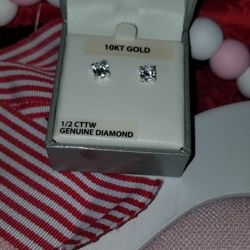 10KT GOLD
1/2 CTTW
GENUINE DIAMOND